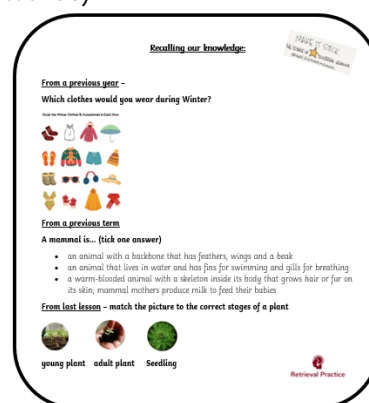 Recalling our knowledge:
MAKE IT STICK
From a previous year –
Which clothes would you wear during Winter?
From a previous term
A mammal is... (tick one answer)
• an animal with a backbone that has feathers, wings and a beak
• an animal that lives in water and has fins for swimming and gills for breathing
• a warm-blooded animal with a skeleton inside its body that grows hair or fur on
its skin; mammal mothers produce milk to feed their babies
From last lesson – match the picture to the correct stages of a plant
young plant adult plant Seedling
Retrieval Practice